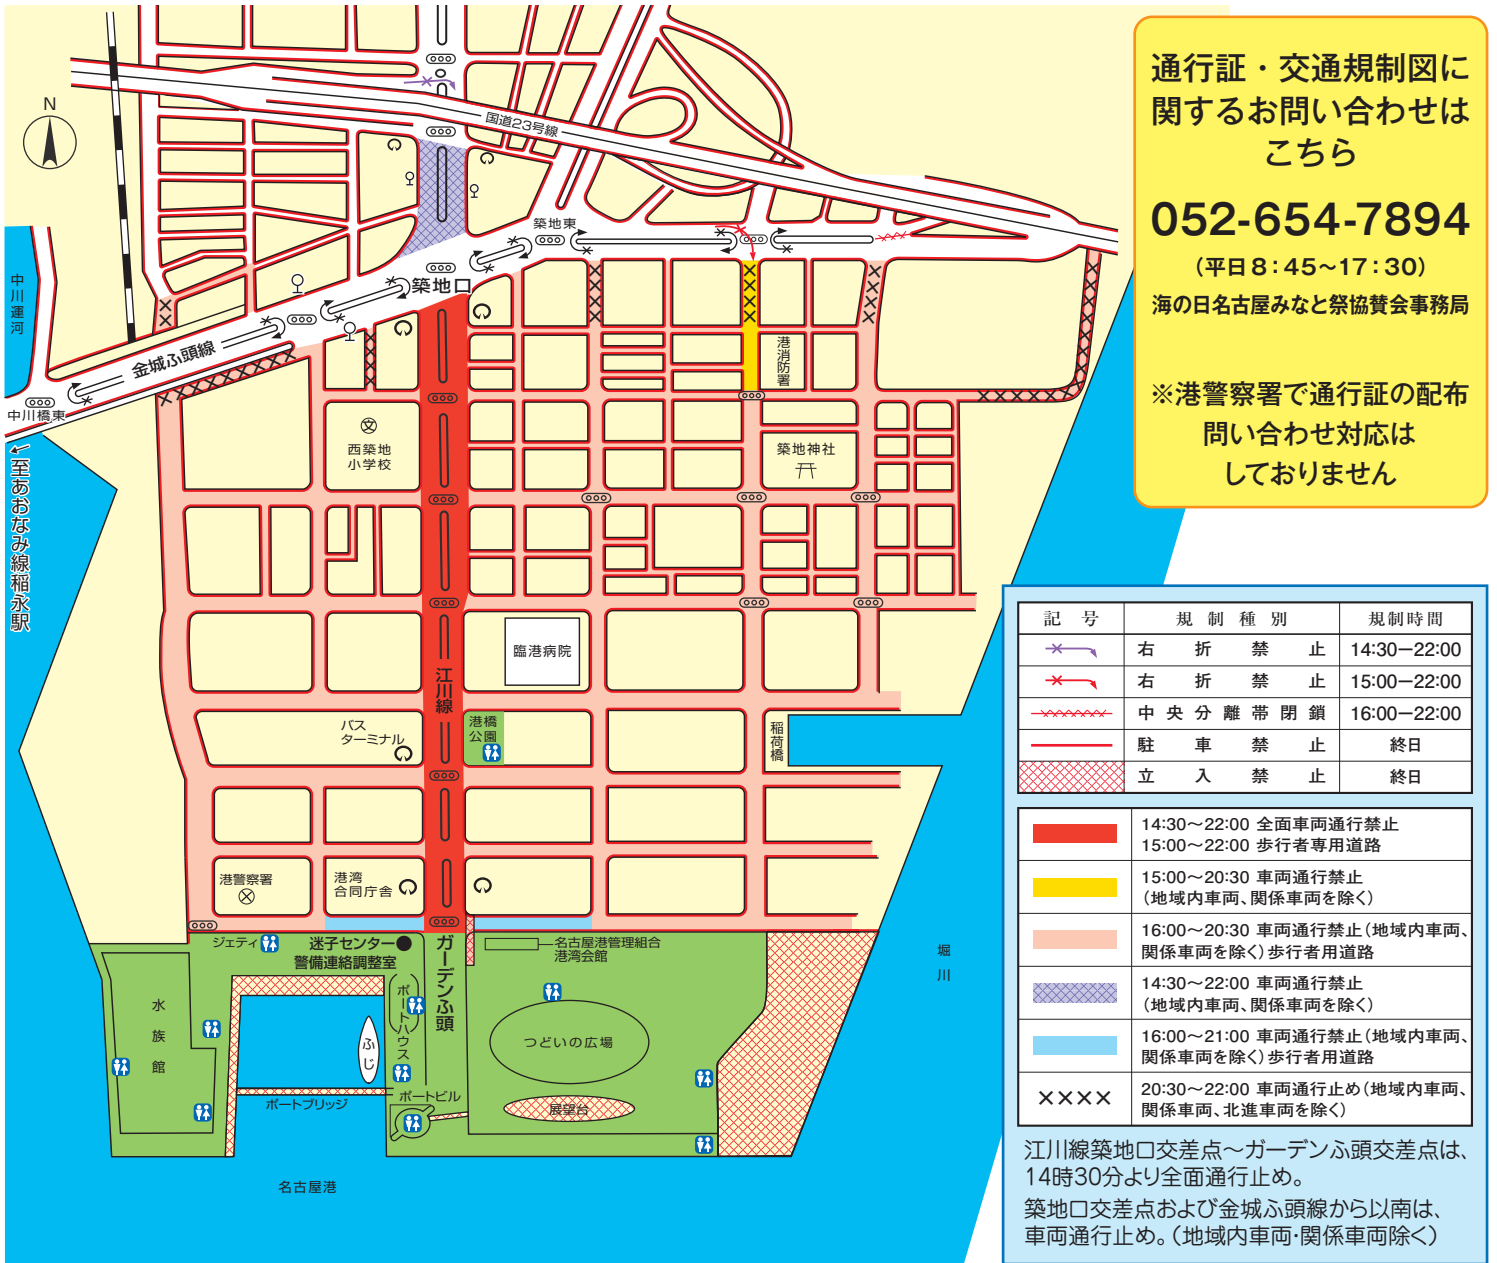 通行証・交通規制図に
関するお問い合わせは
こちら
052-654-7894
(平日8:45〜17:30)
海の日名古屋みなと祭協賛会事務局
※港警察署で通行証の配布
問い合わせ対応は
しておりません
N
国道23号線
築地東
築地口
中川運河
金城ふ頭線
中川橋東
←至あおなみ線稲永駅
港消防署
西築地
小学校
築地神社
臨港病院
江川線
バス
ターミナル
港橋
公園
稲荷橋
港警察署
港湾
合同庁舎
ジェティ
迷子センター●
警備連絡調整室
ガーデンふ頭
名古屋港管理組合
港湾会館
堀川
水族館
ポートハウス
ふじ
つどいの広場
ポートブリッジ
ポートビル
展望台
名古屋港
記号 規制種別 規制時間
右折禁止 14:30−22:00
右折禁止 15:00−22:00
中央分離帯閉鎖 16:00−22:00
駐車禁止 終日
立入禁止 終日
14:30〜22:00 全面車両通行禁止
15:00〜22:00 歩行者専用道路
15:00〜20:30 車両通行禁止
(地域内車両、関係車両を除く)
16:00〜20:30 車両通行禁止(地域内車両、
関係車両を除く)歩行者用道路
14:30〜22:00 車両通行禁止
(地域内車両、関係車両を除く)
16:00〜21:00 車両通行禁止(地域内車両、
関係車両を除く)歩行者用道路
×××× 20:30〜22:00 車両通行止め(地域内車両、
関係車両、北進車両を除く)
江川線築地口交差点〜ガーデンふ頭交差点は、
14時30分より全面通行止め。
築地口交差点および金城ふ頭線から以南は、
車両通行止め。(地域内車両・関係車両除く)